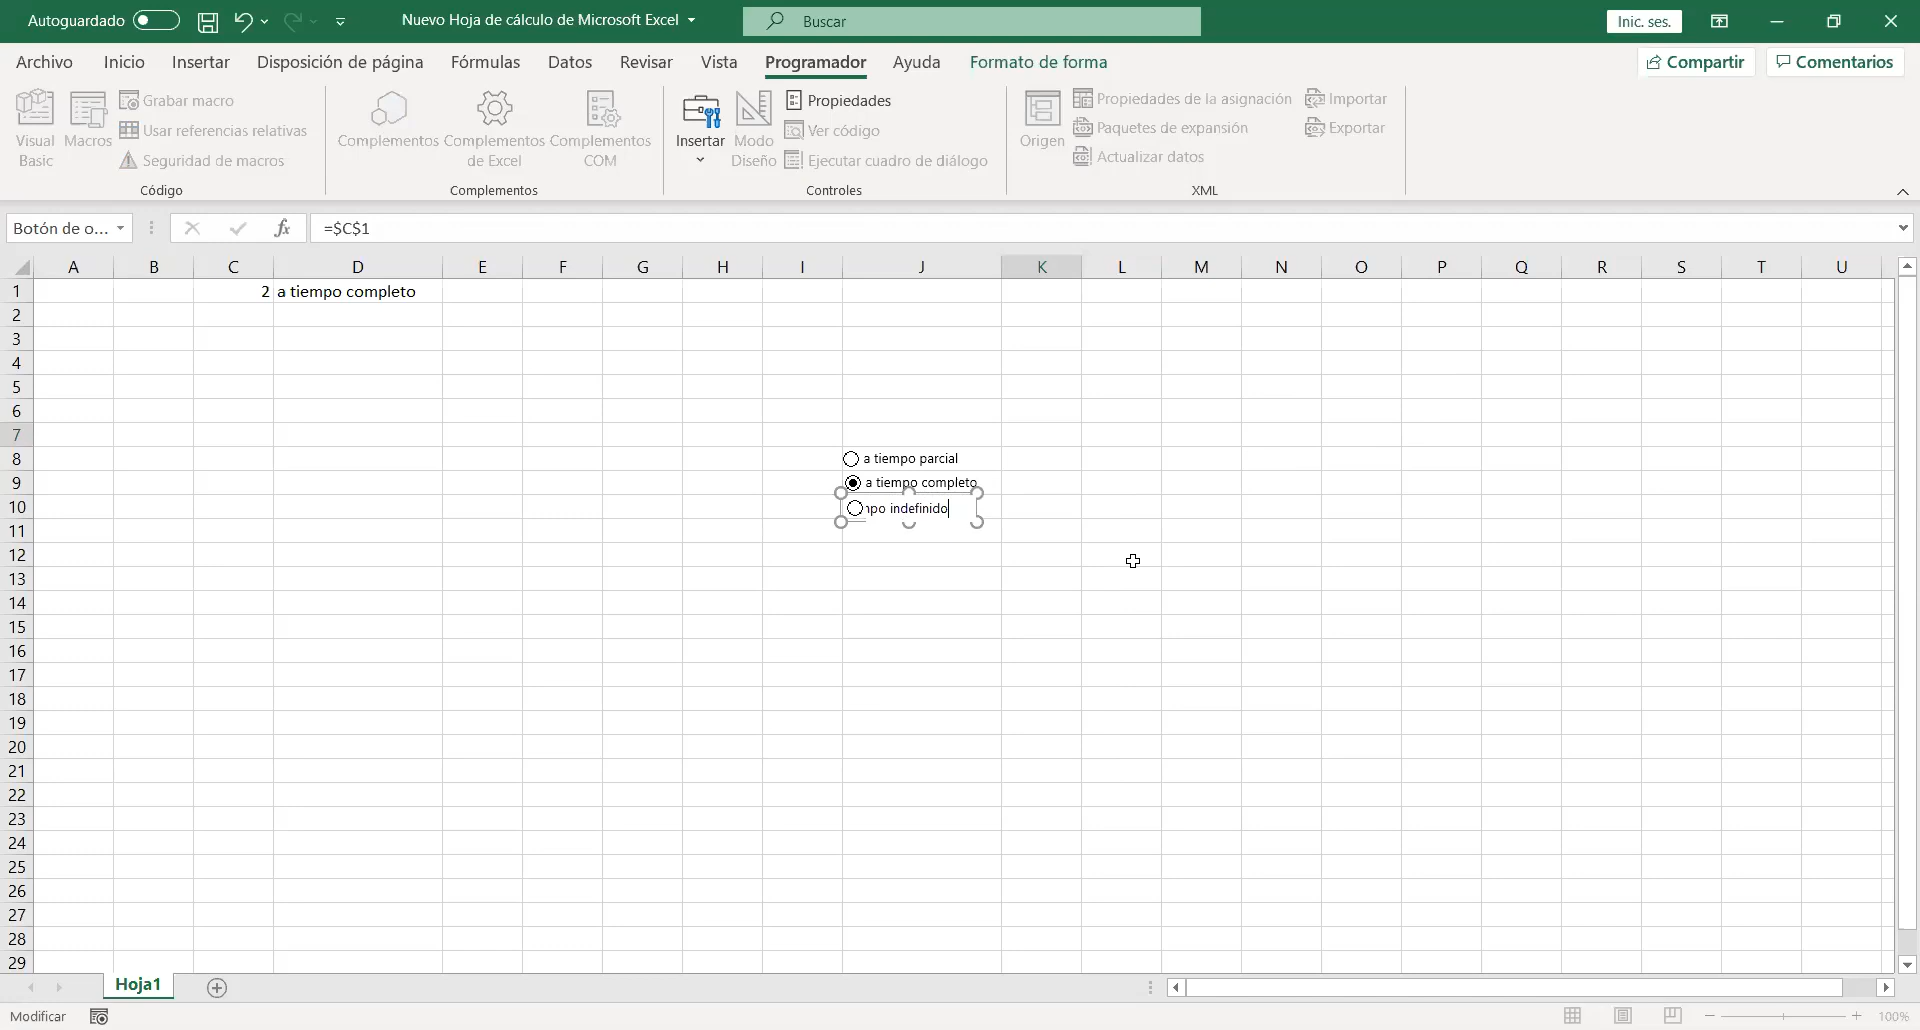 Autoguardado
Nuevo Hoja de cálculo de Microsoft Excel
Buscar
Inic. ses.
Archivo Inicio Insertar Disposición de página Fórmulas Datos Revisar Vista Programador Ayuda Formato de forma
Compartir Comentarios
Visual Basic
Macros
Grabar macro
Usar referencias relativas
Seguridad de macros
Código
Complementos
Complementos de Excel
Complementos COM
Complementos
Insertar
Modo Diseño
Propiedades
Ver código
Ejecutar cuadro de diálogo
Controles
Origen
Propiedades de la asignación
Paquetes de expansión
Actualizar datos
Importar
Exportar
XML
Botón de o...
fx
=$C$1
A B C D E F G H I J K L M N O P Q R S T U
1 2 a tiempo completo
2
3
4
5
6
7
8 a tiempo parcial
9 a tiempo completo
10 npo indefinido
11
12
13
14
15
16
17
18
19
20
21
22
23
24
25
26
27
28
29
Hoja1
Modificar
100%